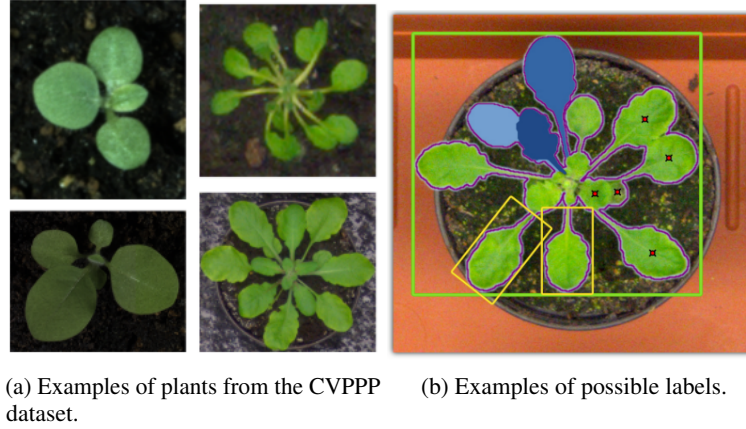 (a) Examples of plants from the CVPPP
dataset.
(b) Examples of possible labels.